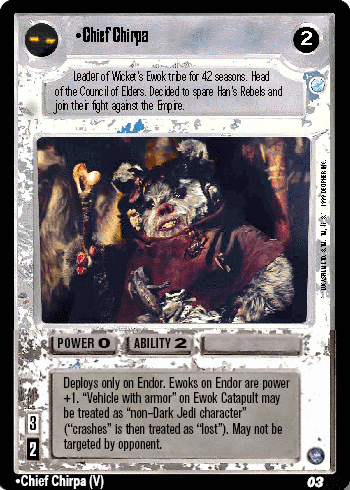 •Chief Chirpa
2
Leader of Wicket's Ewok tribe for 42 seasons. Head
of the Council of Elders. Decided to spare Han's Rebels and
join their fight against the Empire.
POWER 0 ABILITY 2
Deploys only on Endor. Ewoks on Endor are power
+1. “Vehicle with armor” on Ewok Catapult may
be treated as “non–Dark Jedi character”
(“crashes” is then treated as “lost”). May not be
targeted by opponent.
3
2
•Chief Chirpa (V)
03